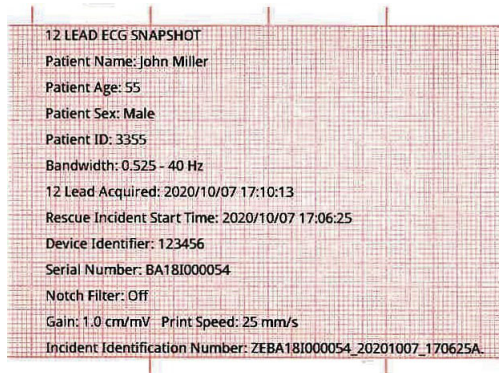 12 LEAD ECG SNAPSHOT
Patient Name: John Miller
Patient Age: 55
Patient Sex: Male
Patient ID: 3355
Bandwidth: 0.525 - 40 Hz
12 Lead Acquired: 2020/10/07 17:10:13
Rescue Incident Start Time: 2020/10/07 17:06:25
Device Identifier: 123456
Serial Number: BA18I000054
Notch Filter: Off
Gain: 1.0 cm/mV Print Speed: 25 mm/s
Incident Identification Number: ZEBA18I000054_20201007_170625A.